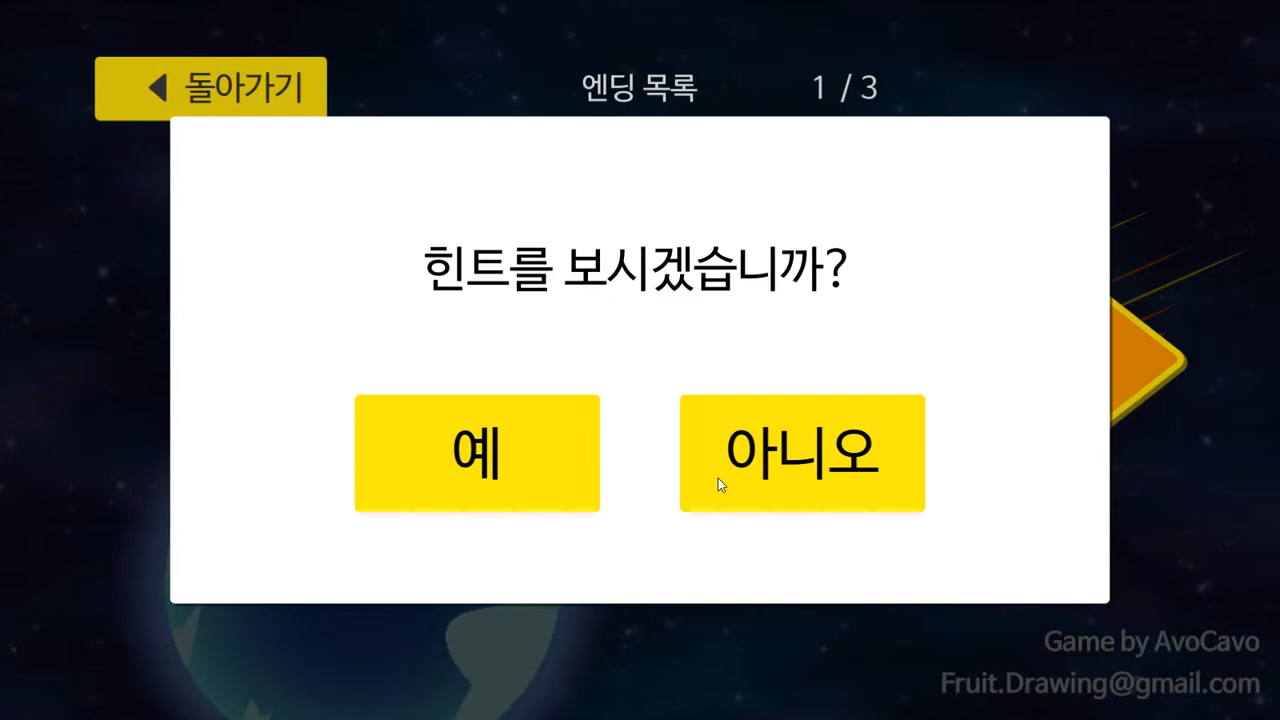 돌아가기
엔딩 목록
1 / 3
힌트를 보시겠습니까?
예
아니오
Game by AvoCavo
Fruit.Drawing@gmail.com